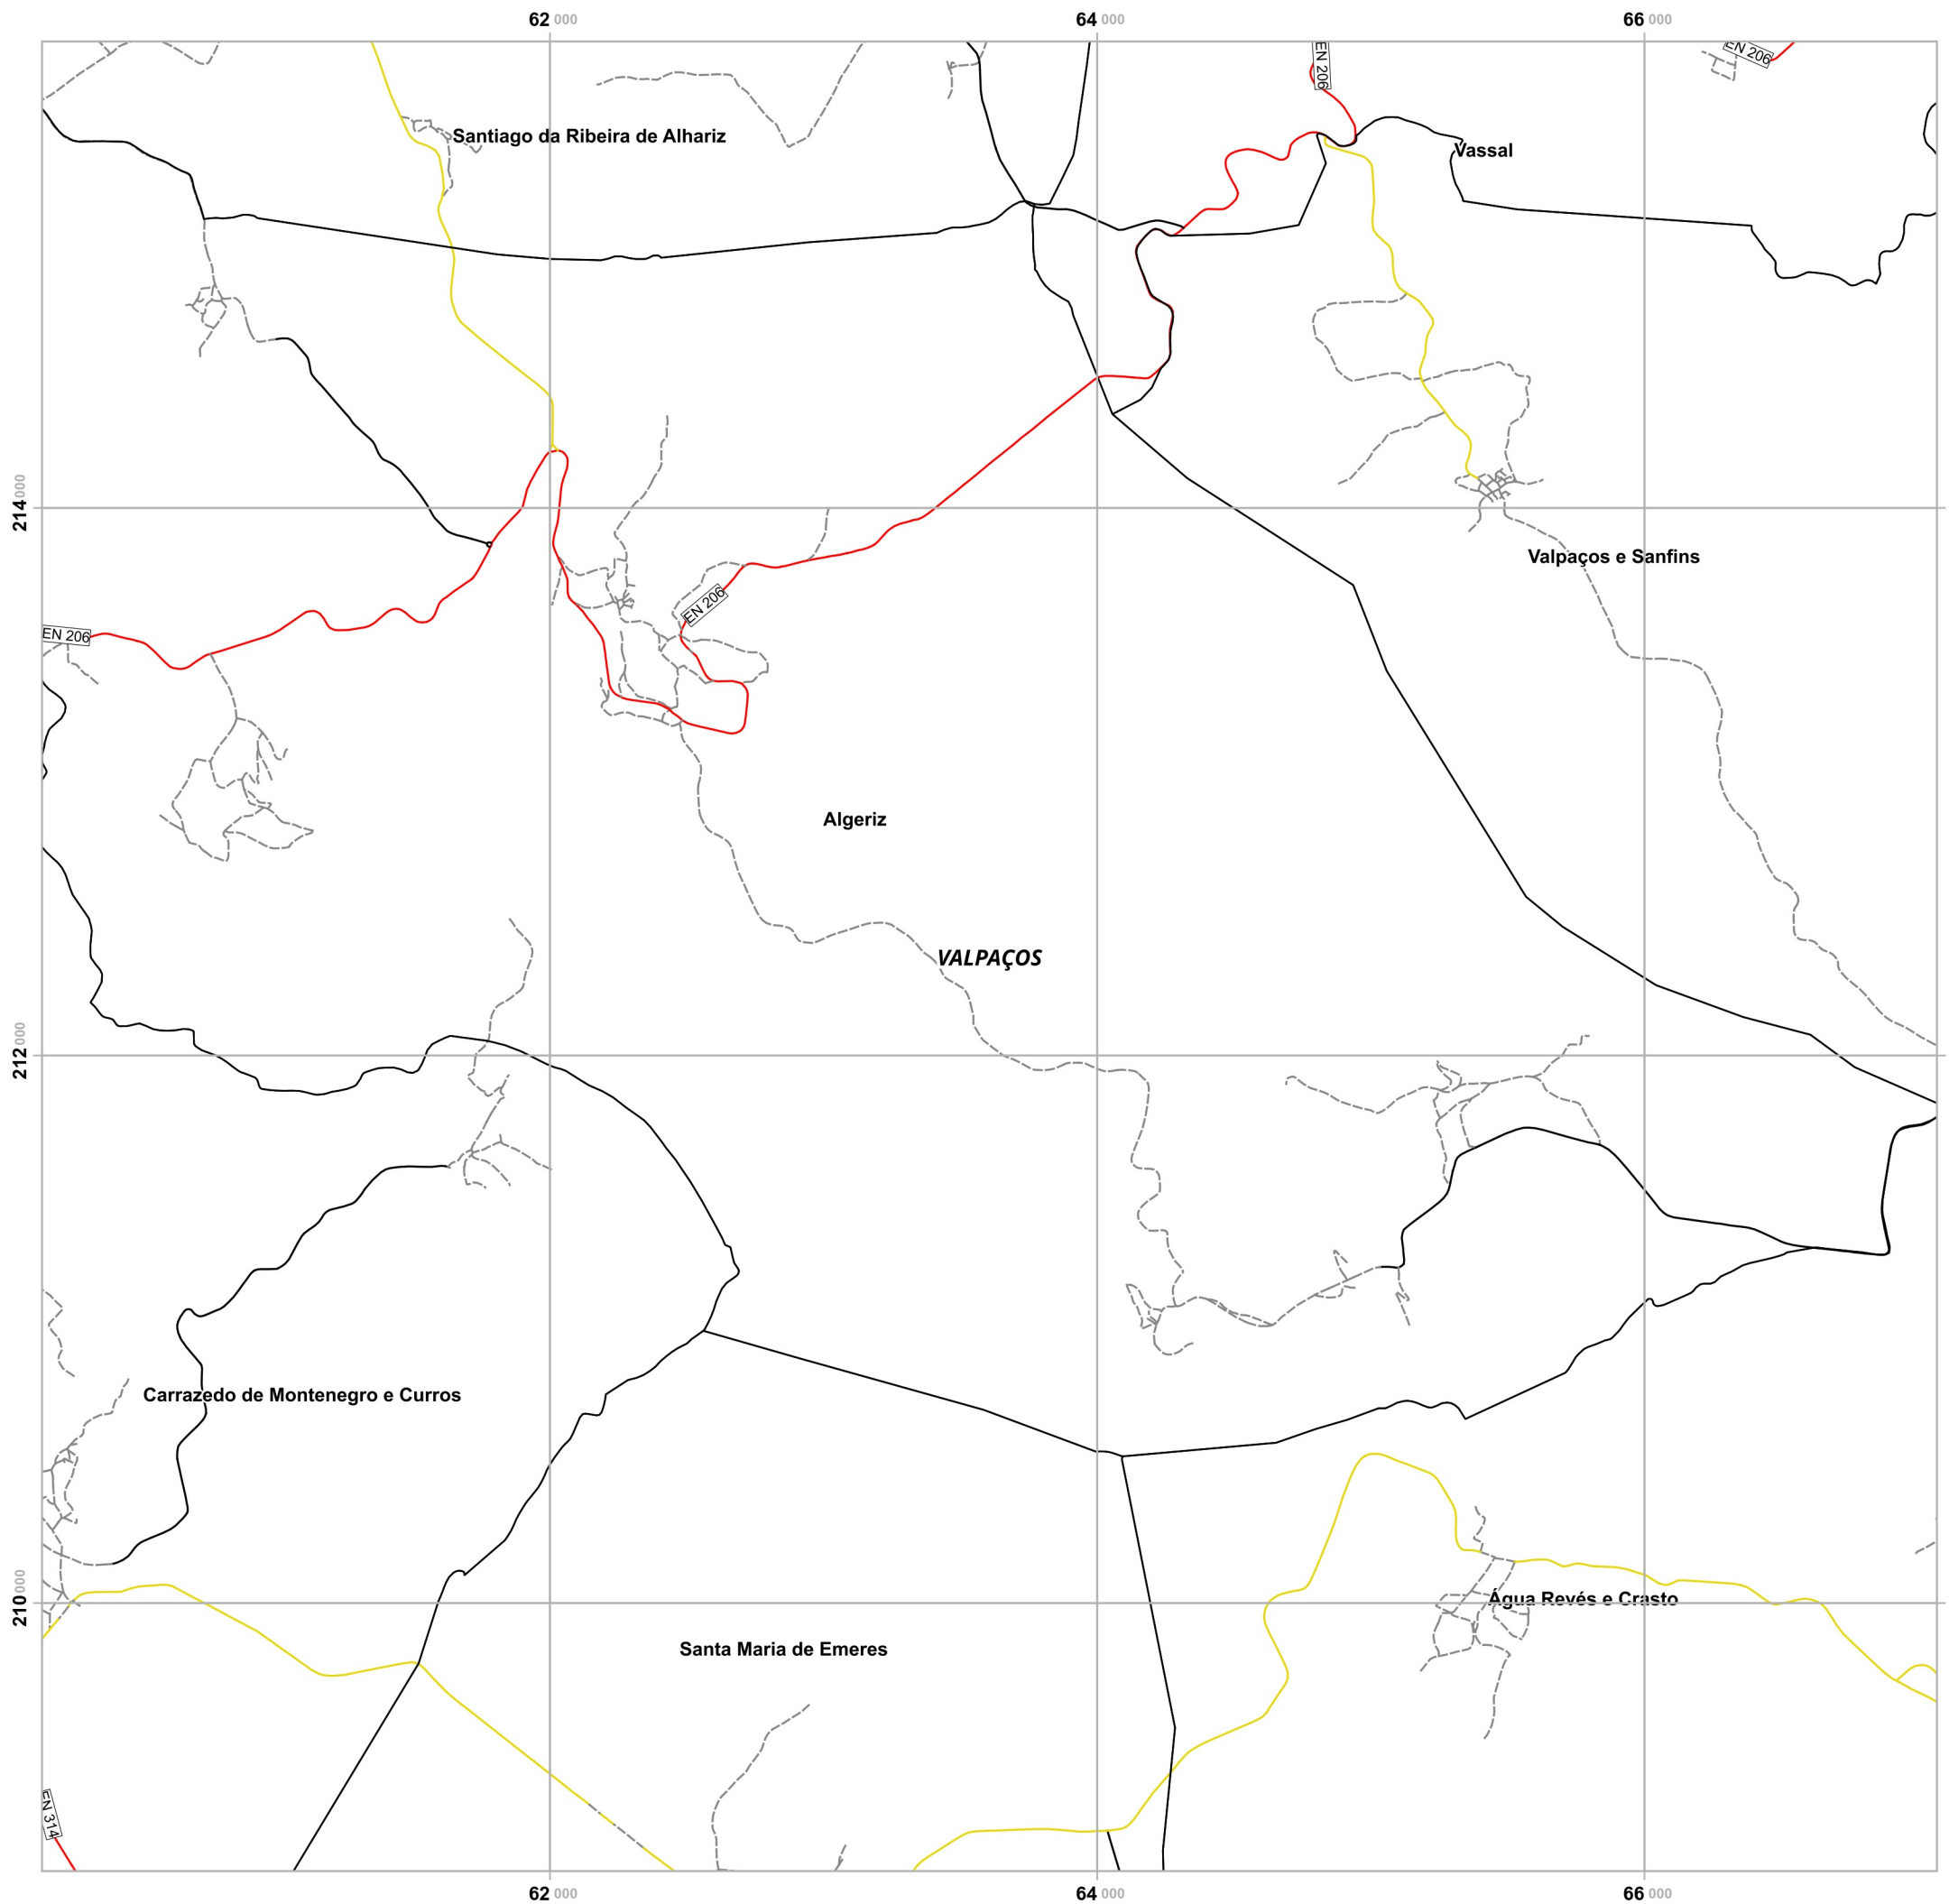 62 000 64 000 66 000
EN 206
EN 206
Santiago da Ribeira de Alhariz
Vassal
214 000
Valpaços e Sanfins
EN 206
EN 206
Algeriz
VALPAÇOS
212 000
Carrazedo de Montenegro e Curros
210 000
Água Revés e Crasto
Santa Maria de Emeres
EN 314
62 000 64 000 66 000